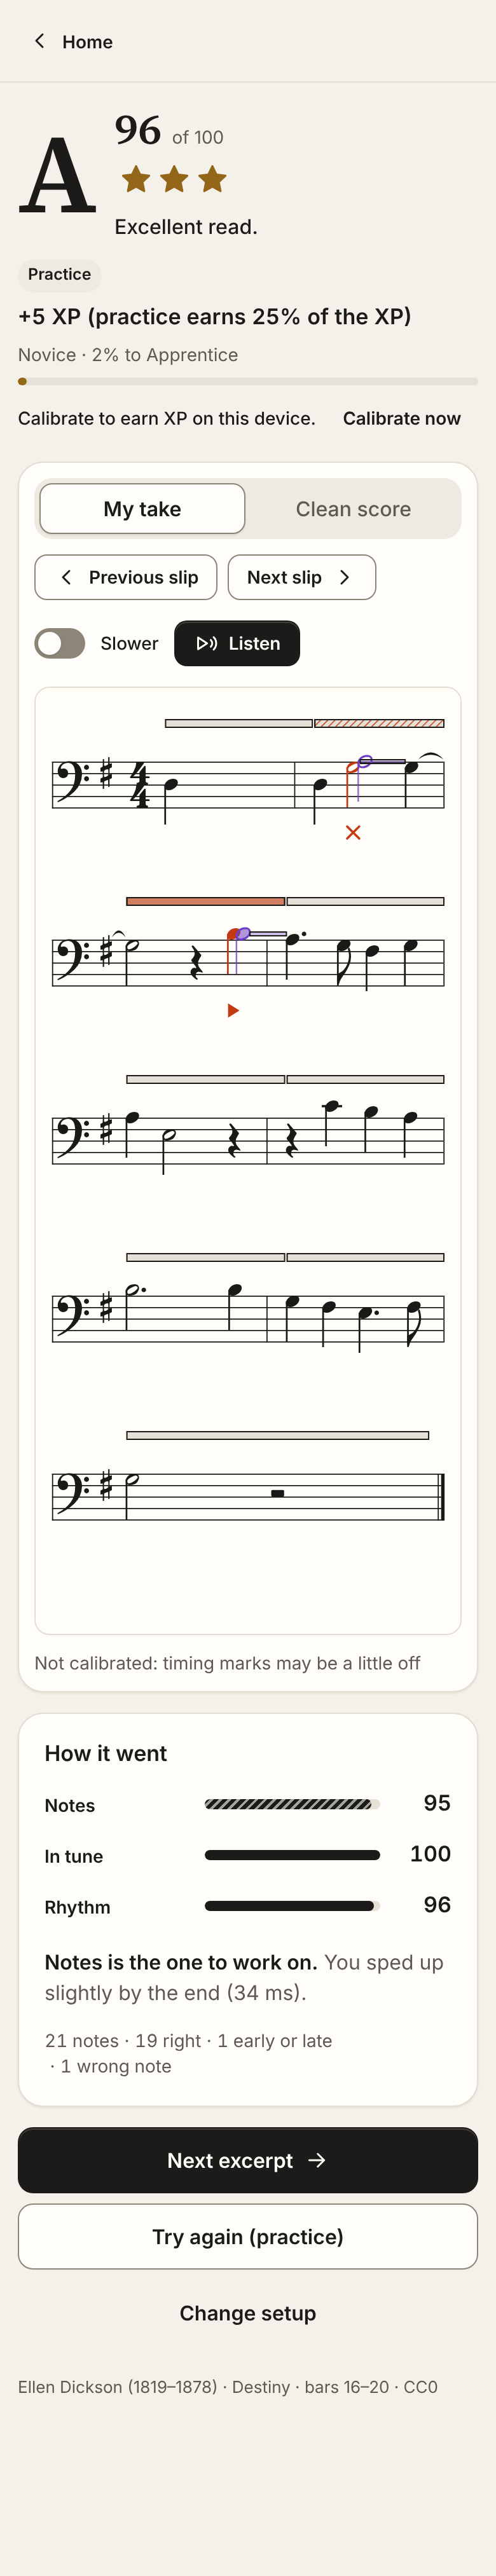 Home
A
96 of 100
Excellent read.
Practice
+5 XP (practice earns 25% of the XP)
Novice · 2% to Apprentice
Calibrate to earn XP on this device. Calibrate now
My take Clean score
Previous slip Next slip
Slower Listen
4
4
Not calibrated: timing marks may be a little off
How it went
Notes 95
In tune 100
Rhythm 96
Notes is the one to work on. You sped up
slightly by the end (34 ms).
21 notes · 19 right · 1 early or late
· 1 wrong note
Next excerpt
Try again (practice)
Change setup
Ellen Dickson (1819–1878) · Destiny · bars 16–20 · CC0